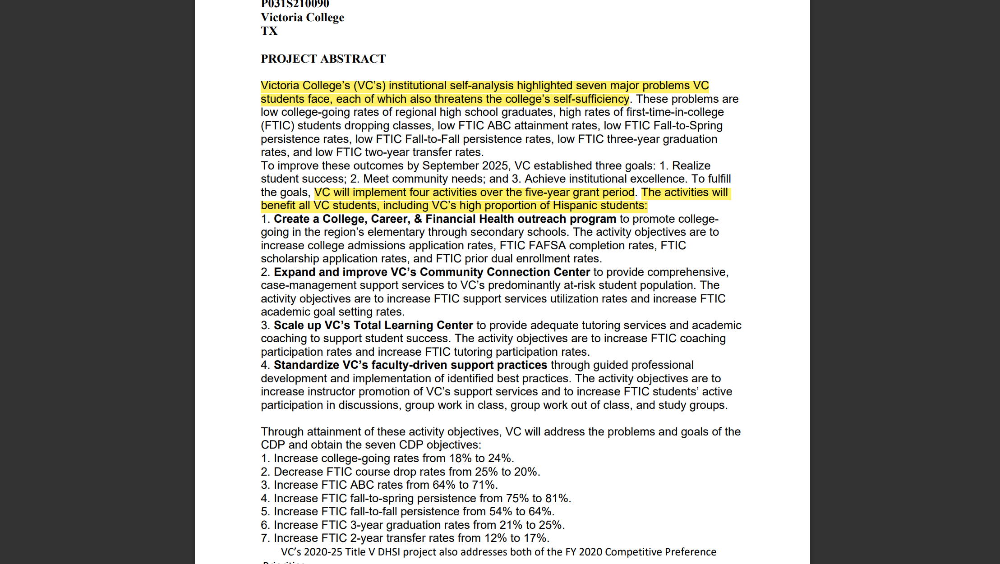 P031S210090
Victoria College
TX
PROJECT ABSTRACT
Victoria College’s (VC’s) institutional self-analysis highlighted seven major problems VC
students face, each of which also threatens the college’s self-sufficiency. These problems are
low college-going rates of regional high school graduates, high rates of first-time-in-college
(FTIC) students dropping classes, low FTIC ABC attainment rates, low FTIC Fall-to-Spring
persistence rates, low FTIC Fall-to-Fall persistence rates, low FTIC three-year graduation
rates, and low FTIC two-year transfer rates.
To improve these outcomes by September 2025, VC established three goals: 1. Realize
student success; 2. Meet community needs; and 3. Achieve institutional excellence. To fulfill
the goals, VC will implement four activities over the five-year grant period. The activities will
benefit all VC students, including VC’s high proportion of Hispanic students:
1. Create a College, Career, & Financial Health outreach program to promote college-
going in the region’s elementary through secondary schools. The activity objectives are to
increase college admissions application rates, FTIC FAFSA completion rates, FTIC
scholarship application rates, and FTIC prior dual enrollment rates.
2. Expand and improve VC’s Community Connection Center to provide comprehensive,
case-management support services to VC’s predominantly at-risk student population. The
activity objectives are to increase FTIC support services utilization rates and increase FTIC
academic goal setting rates.
3. Scale up VC’s Total Learning Center to provide adequate tutoring services and academic
coaching to support student success. The activity objectives are to increase FTIC coaching
participation rates and increase FTIC tutoring participation rates.
4. Standardize VC’s faculty-driven support practices through guided professional
development and implementation of identified best practices. The activity objectives are to
increase instructor promotion of VC’s support services and to increase FTIC students’ active
participation in discussions, group work in class, group work out of class, and study groups.
Through attainment of these activity objectives, VC will address the problems and goals of the
CDP and obtain the seven CDP objectives:
1. Increase college-going rates from 18% to 24%.
2. Decrease FTIC course drop rates from 25% to 20%.
3. Increase FTIC ABC rates from 64% to 71%.
4. Increase FTIC fall-to-spring persistence from 75% to 81%.
5. Increase FTIC fall-to-fall persistence from 54% to 64%.
6. Increase FTIC 3-year graduation rates from 21% to 25%.
7. Increase FTIC 2-year transfer rates from 12% to 17%.
VC’s 2020-25 Title V DHSI project also addresses both of the FY 2020 Competitive Preference